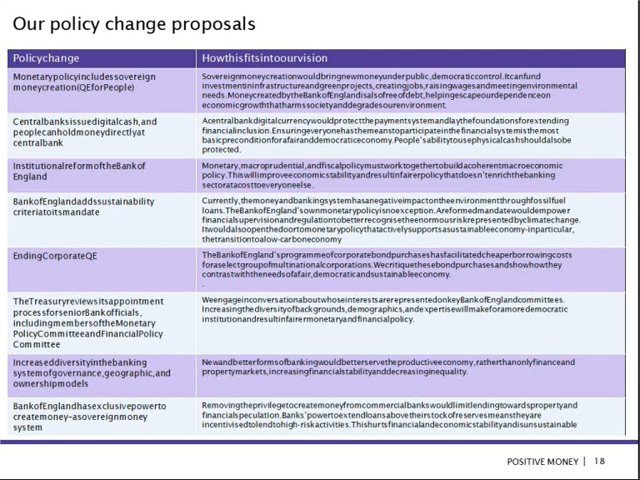 Our policy change proposals
Policy change
How this fits into our vision
Monetary policy includes sovereign
money creation (QE for People)
Sovereign money creation would bring new money under public, democratic control. It can fund
investment in infrastructure and green projects, creating jobs, raising wages and meeting environmental
needs. Money created by the Bank of England is also free of debt, helping escape our dependence on
economic growth that harms society and degrades our environment.
Central banks issue digital cash, and
people can hold money directly at
central bank
A central bank digital currency would protect the payment system and lay the foundations for extending
financial inclusion. Ensuring everyone has the means to participate in the financial system is the most
basic precondition for a fair and democratic economy. People's ability to use physical cash should also be
protected.
Institutional reform of the Bank of
England
Monetary, macroprudential, and fiscal policy must work together to build a coherent macroeconomic
policy. This will improve economic stability and result in fairer policy that doesn't enrich the banking
sector at a cost to everyone else.
Bank of England adds sustainability
criteria to its mandate
Currently, the money and banking system has a negative impact on the environment through fossil fuel
loans. The Bank of England's own monetary policy is no exception. A reformed mandate would empower
financial supervision and regulation to better recognise the enormous risk represented by climate change.
It would also open the door to monetary policy that actively supports a sustainable economy - in particular,
the transition to a low-carbon economy
Ending Corporate QE
The Bank of England's programme of corporate bond purchases has facilitated cheaper borrowing costs
for a select group of multinational corporations. We critique these bond purchases and show how they
contrast with the needs of a fair, democratic and sustainable economy.
.
The Treasury reviews its appointment
process for senior Bank officials,
including members of the Monetary
Policy Committee and Financial Policy
Committee
We engage in conversation about whose interests are represented on key Bank of England committees.
Increasing the diversity of backgrounds, demographics, and expertise will make for a more democratic
institution and result in fairer monetary and financial policy.
Increased diversity in the banking
system of governance, geographic, and
ownership models
New and better forms of banking would better serve the productive economy, rather than only finance and
property markets, increasing financial stability and decreasing inequality.
Bank of England has exclusive power to
create money – a sovereign money
system
Removing the privilege to create money from commercial banks would limit lending towards property and
financial speculation. Banks' power to extend loans above their stock of reserves means they are
incentivised to lend to high-risk activities. This hurts financial and economic stability and is unsustainable
POSITIVE MONEY | 18